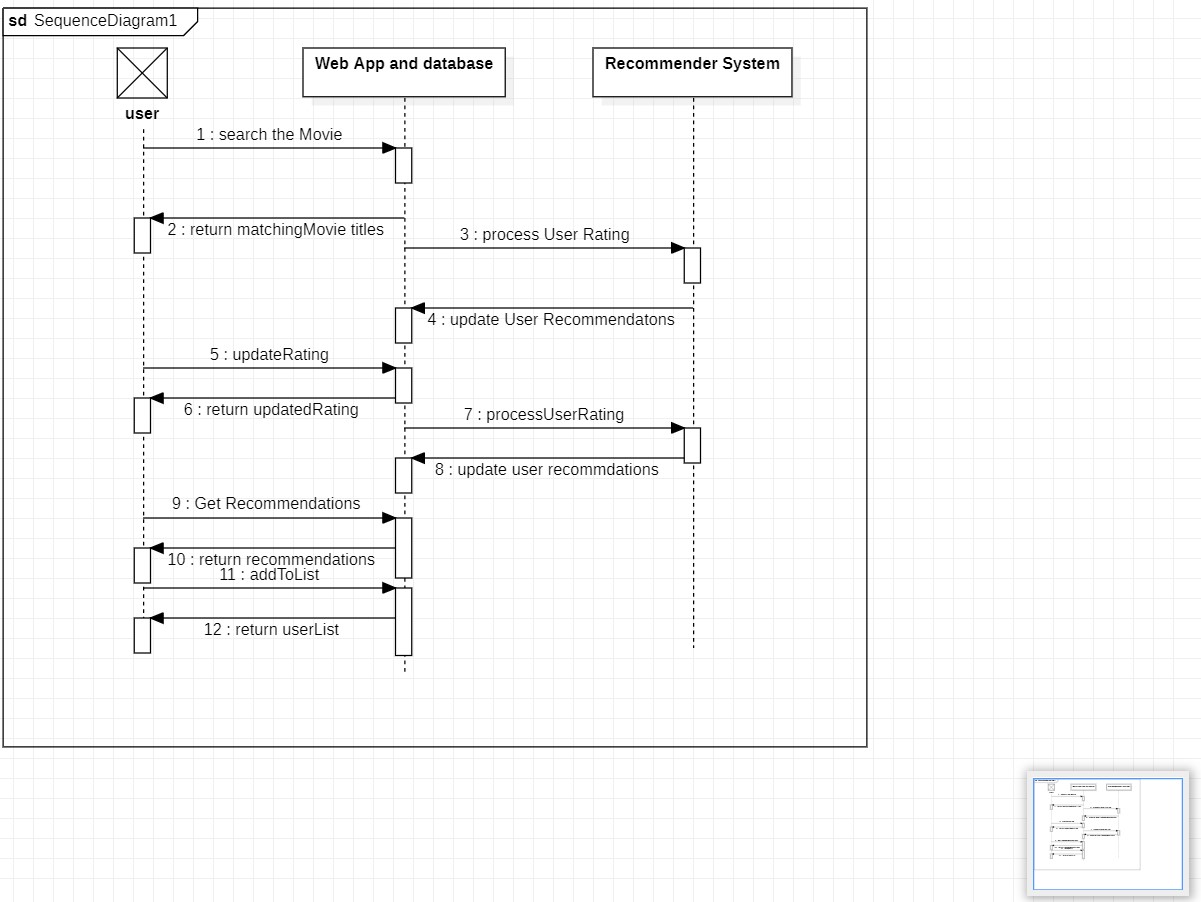 sd SequenceDiagram1
Web App and database
Recommender System
user
1 : search the Movie
2 : return matchingMovie titles
3 : process User Rating
4 : update User Recommendatons
5 : updateRating
6 : return updatedRating
7 : processUserRating
8 : update user recommdations
9 : Get Recommendations
10 : return recommendations
11 : addToList
12 : return userList